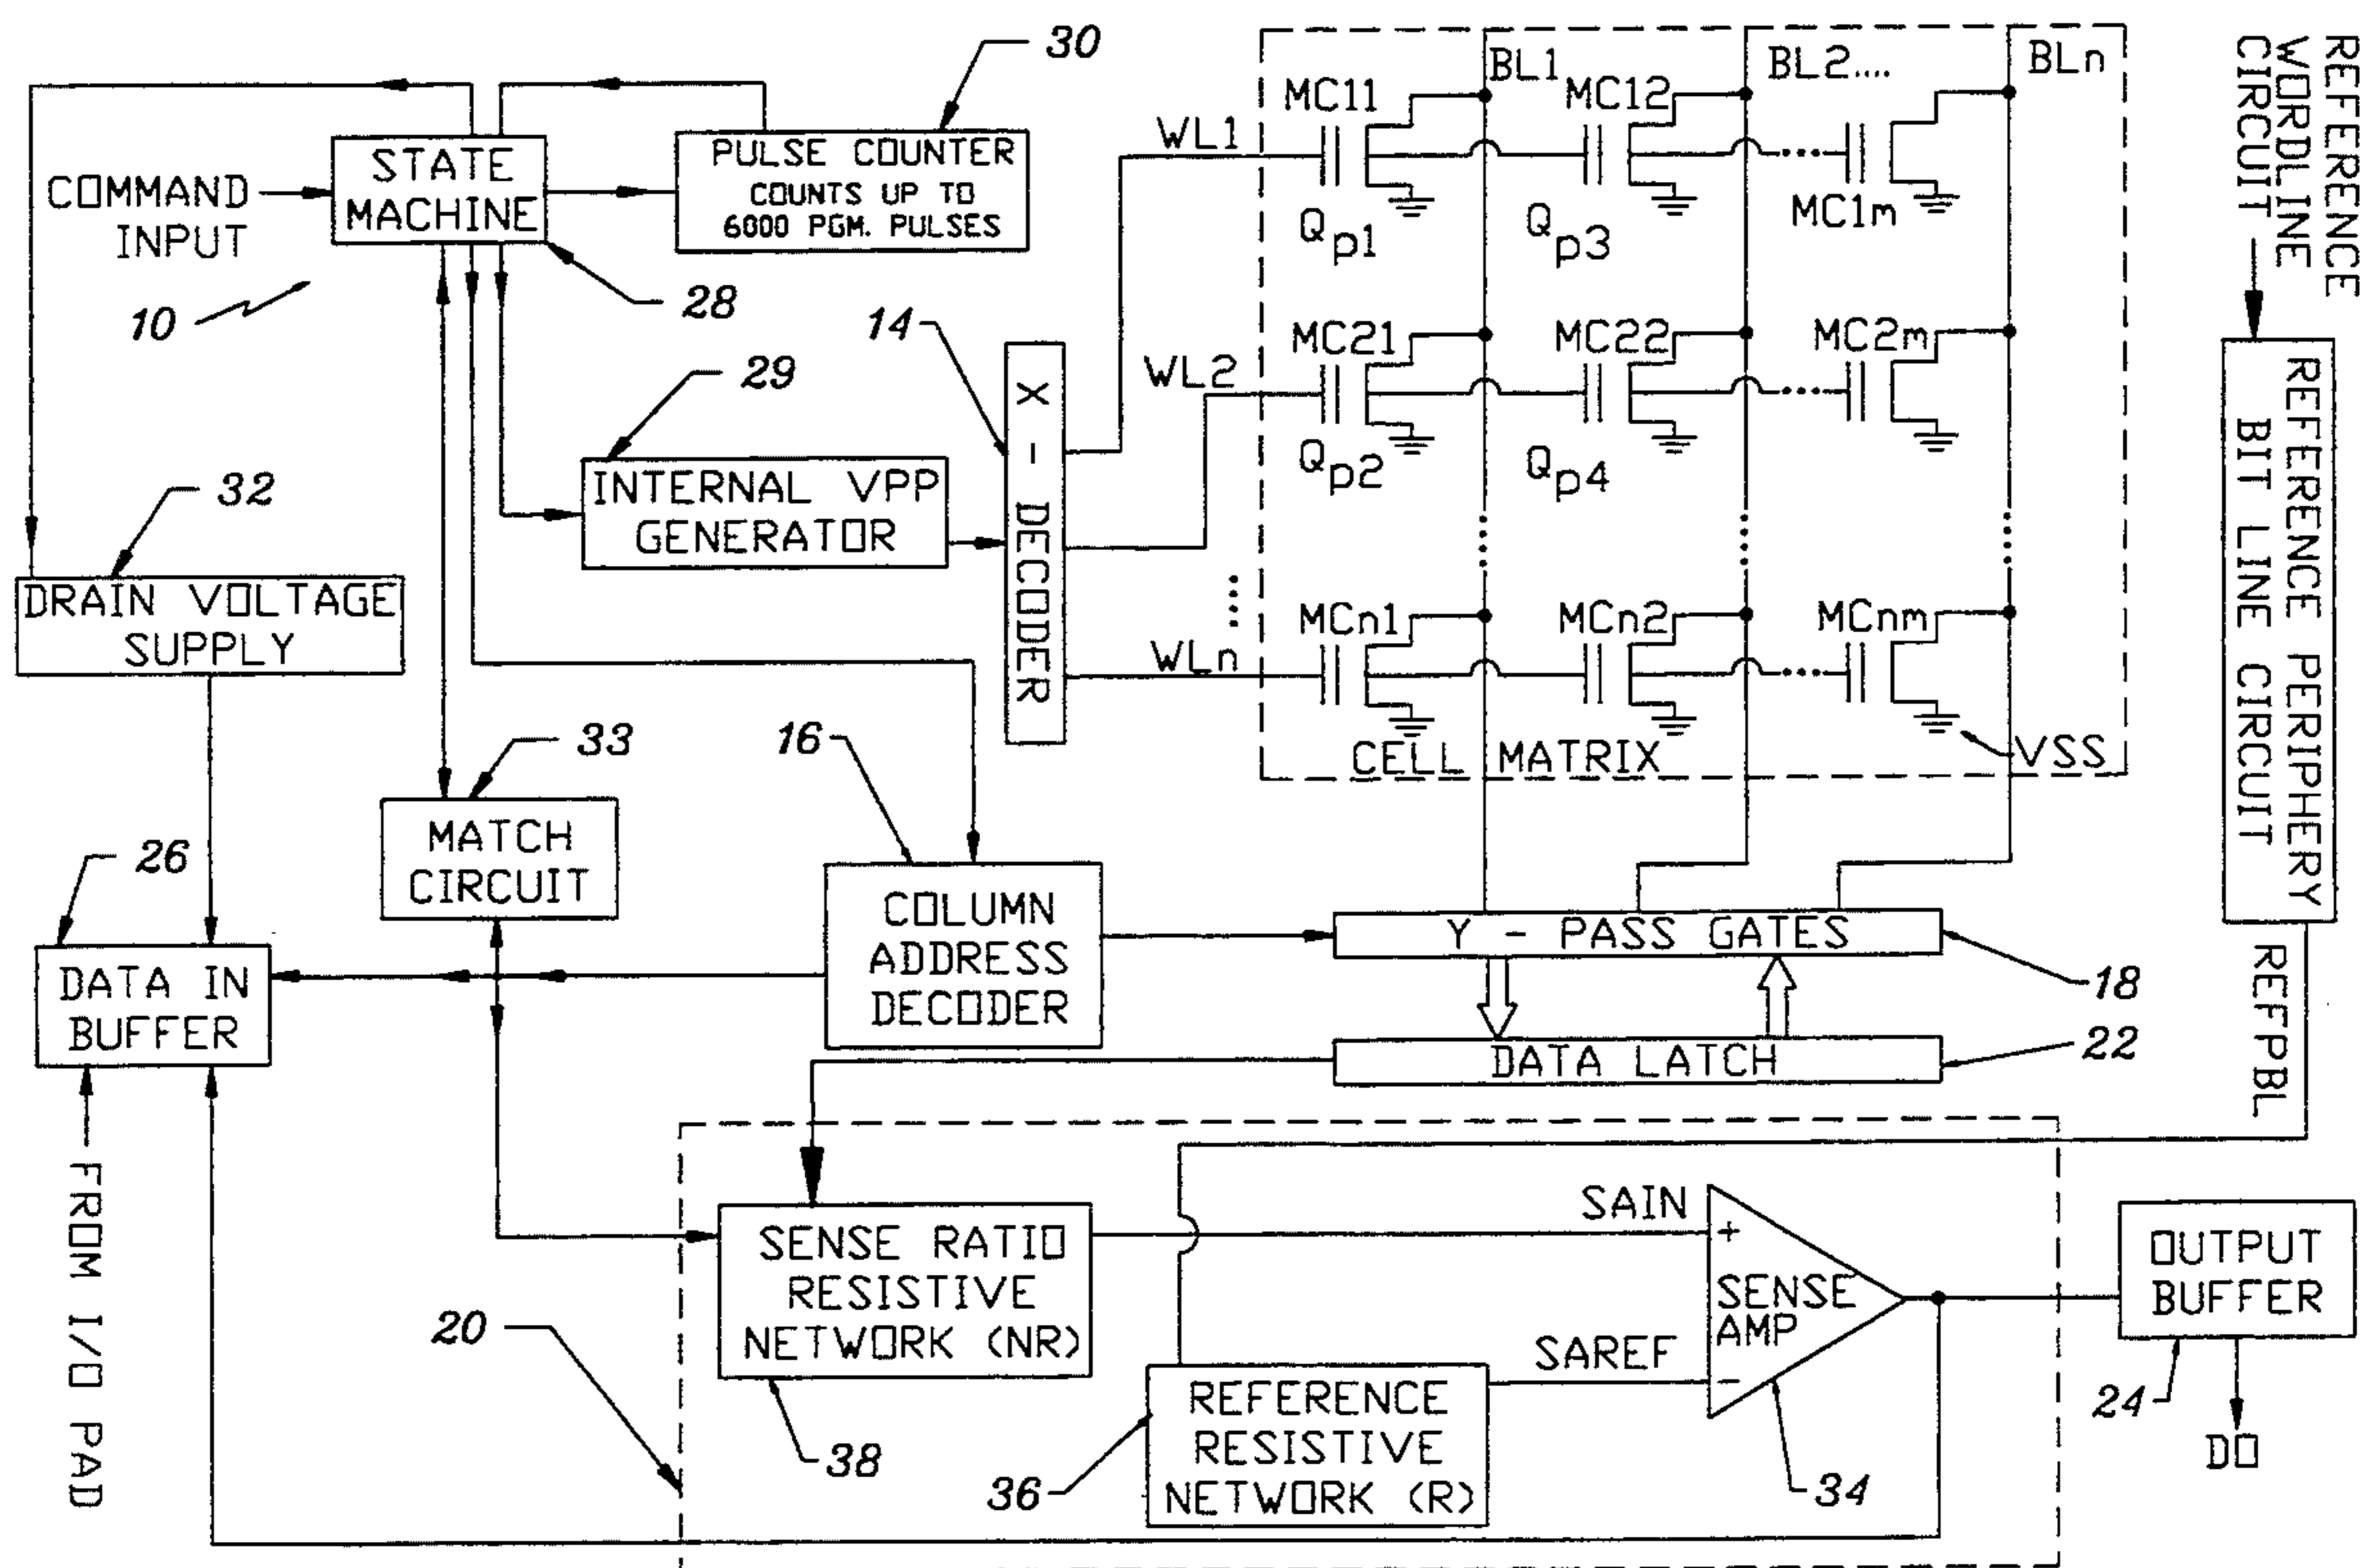 30
COMMAND
INPUT
STATE
MACHINE
PULSE COUNTER
COUNTS UP TO
6000 PGM. PULSES
10
28
14
29
INTERNAL VPP
GENERATOR
X - DECODER
32
DRAIN VOLTAGE
SUPPLY
WL1
WL2
....
WLn
BL1
BL2....
BLn
MC11
MC12
MC1m
Qp1
Qp3
MC21
MC22
MC2m
Qp2
Qp4
MCn1
MCn2
MCnm
CELL MATRIX
VSS
REFERENCE
WORDLINE
CIRCUIT
REFERENCE PERIPHERY
BIT LINE CIRCUIT
REFPBL
33
MATCH
CIRCUIT
16
COLUMN
ADDRESS
DECODER
26
DATA IN
BUFFER
FROM I/O PAD
Y - PASS GATES
18
DATA LATCH
22
20
SENSE RATIO
RESISTIVE
NETWORK (NR)
38
SAIN
+
SENSE
AMP
-
SAREF
34
REFERENCE
RESISTIVE
NETWORK (R)
36
OUTPUT
BUFFER
24
DO